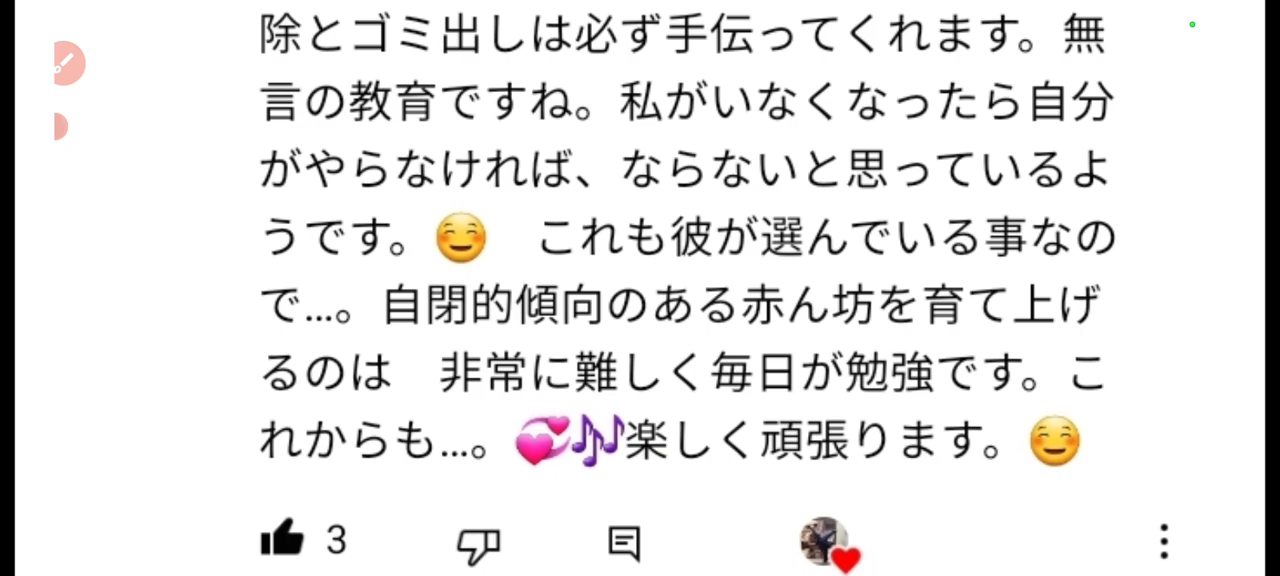 除とゴミ出しは必ず手伝ってくれます。無
言の教育ですね。私がいなくなったら自分
がやらなければ、ならないと思っているよ
うです。😊　これも彼が選んでいる事なの
で...。自閉的傾向のある赤ん坊を育て上げ
るのは　非常に難しく毎日が勉強です。こ
れからも...。💞🎶楽しく頑張ります。😊
3